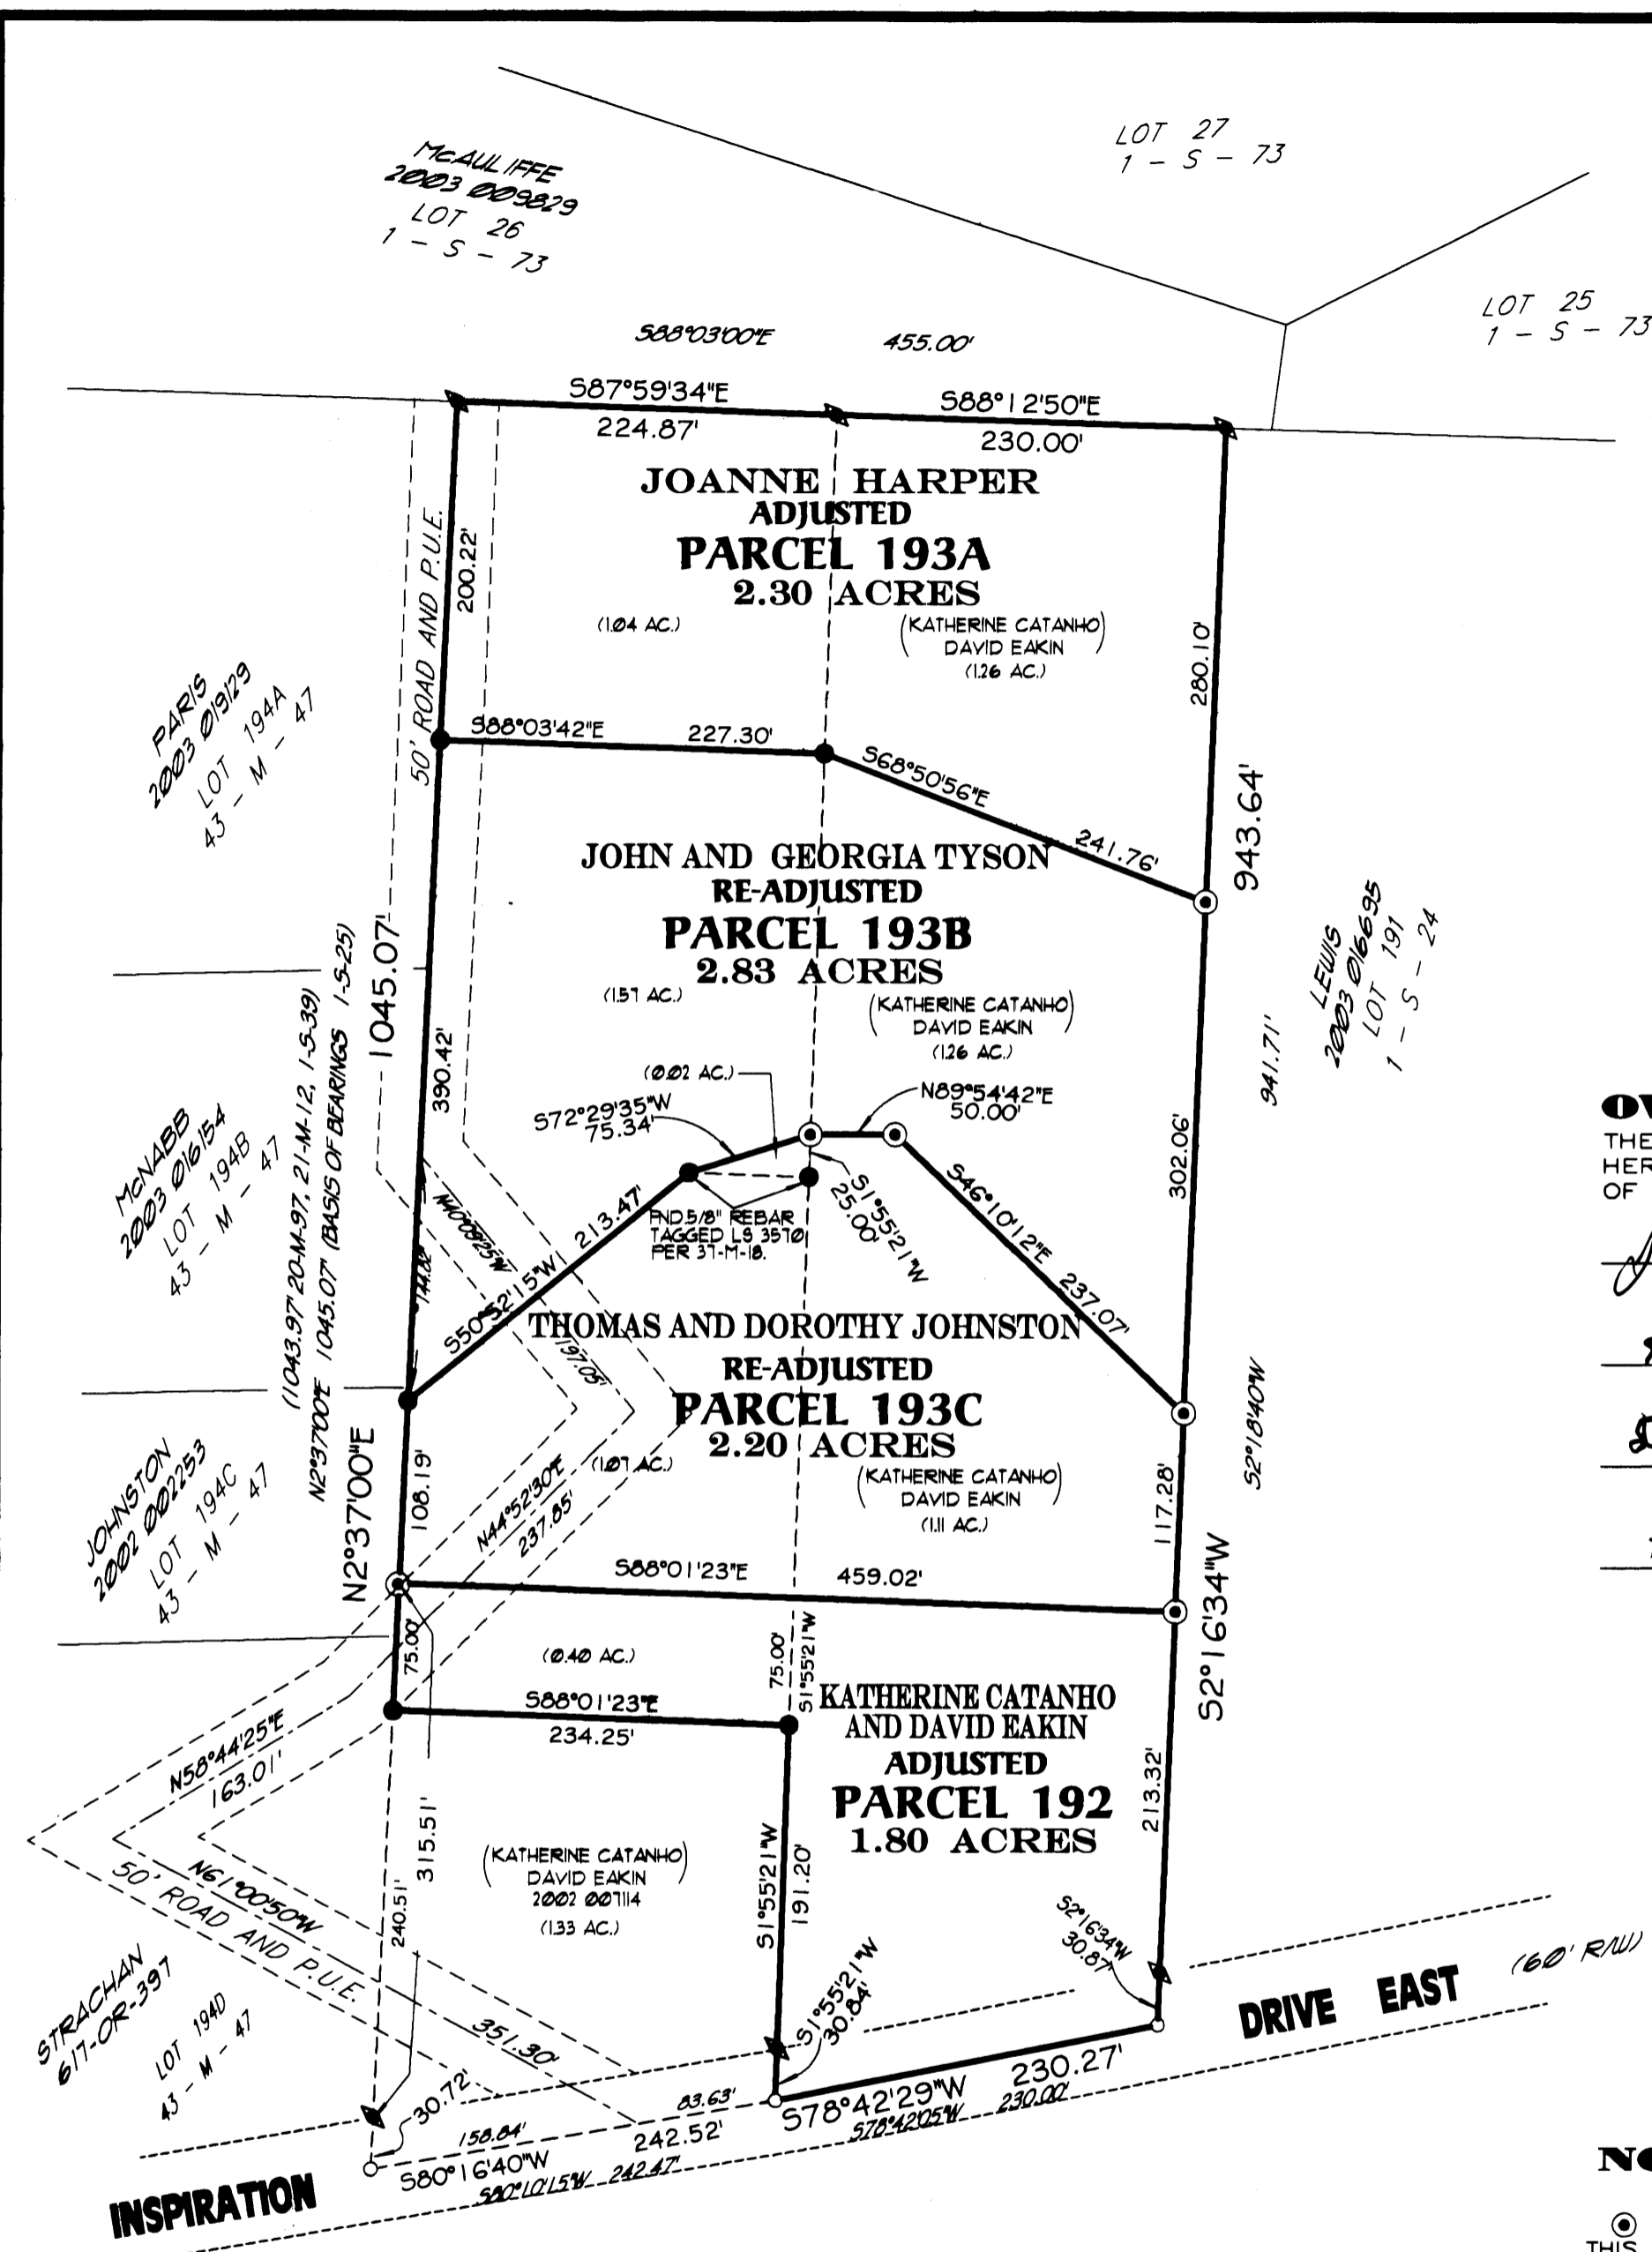 LOT 27
1 - S - 73
McAULIFFE
2003 009829
LOT 26
1 - S - 73
LOT 25
1 - S - 73
S88°03'00"E 455.00'
S87°59'34"E
224.87'
S88°12'50"E
230.00'
JOANNE HARPER
ADJUSTED
PARCEL 193A
2.30 ACRES
(1.04 AC.)
(KATHERINE CATANHO
DAVID EAKIN)
(1.26 AC.)
50' ROAD AND P.U.E.
200.22'
280.10'
PARIS
2003 019129
LOT 194A
43 - M - 47
S88°03'42"E 227.30'
S68°50'56"E 241.76'
943.64'
JOHN AND GEORGIA TYSON
RE-ADJUSTED
PARCEL 193B
2.83 ACRES
(1.57 AC.)
(KATHERINE CATANHO
DAVID EAKIN)
(1.26 AC.)
LEWIS
2003 016695
LOT 191
1 - S - 24
941.71'
1045.07'
(1043.97' 20-M-97, 21-M-12, 1-S-39)
N2°37'00"E 1045.07' (BASIS OF BEARINGS 1-S-25)
390.42'
(0.02 AC.)
S72°29'35"W
75.34'
N89°54'42"E
50.00'
302.06'
McNABB
2003 016154
LOT 194B
43 - M - 47
N40°09'25"W
197.05'
144.82'
S50°52'15"W 213.47'
FND 5/8" REBAR
TAGGED LS 3570
PER 37-M-18.
S1°55'21"W
25.00'
S46°10'12"E 237.07'
THOMAS AND DOROTHY JOHNSTON
RE-ADJUSTED
PARCEL 193C
2.20 ACRES
(1.07 AC.)
(KATHERINE CATANHO
DAVID EAKIN)
(1.11 AC.)
S2°18'40"W
JOHNSTON
2002 002253
LOT 194C
43 - M - 47
N2°37'00"E
108.19'
N44°52'30"E
237.85'
117.28'
S88°01'23"E 459.02'
S2°16'34"W
75.00'
(0.40 AC.)
75.00'
S1°55'21"W
S88°01'23"E
234.25'
KATHERINE CATANHO
AND DAVID EAKIN
ADJUSTED
PARCEL 192
1.80 ACRES
213.32'
N58°44'25"E
163.01'
315.51'
(KATHERINE CATANHO
DAVID EAKIN)
2002 007114
(1.33 AC.)
S1°55'21"W
191.20'
N61°00'50"W
351.30'
50' ROAD AND P.U.E.
240.51'
S2°16'34"W
30.87'
S1°55'21"W
30.84'
STRACHAN
617-OR-397
LOT 194D
43 - M - 47
30.72'
158.84'
83.63'
S80°16'40"W 242.52'
S80°10'15"W 242.47'
S78°42'29"W 230.27'
S78°42'05"W 230.00'
INSPIRATION DRIVE EAST (60' R/W)
THE
HER
OF
THIS